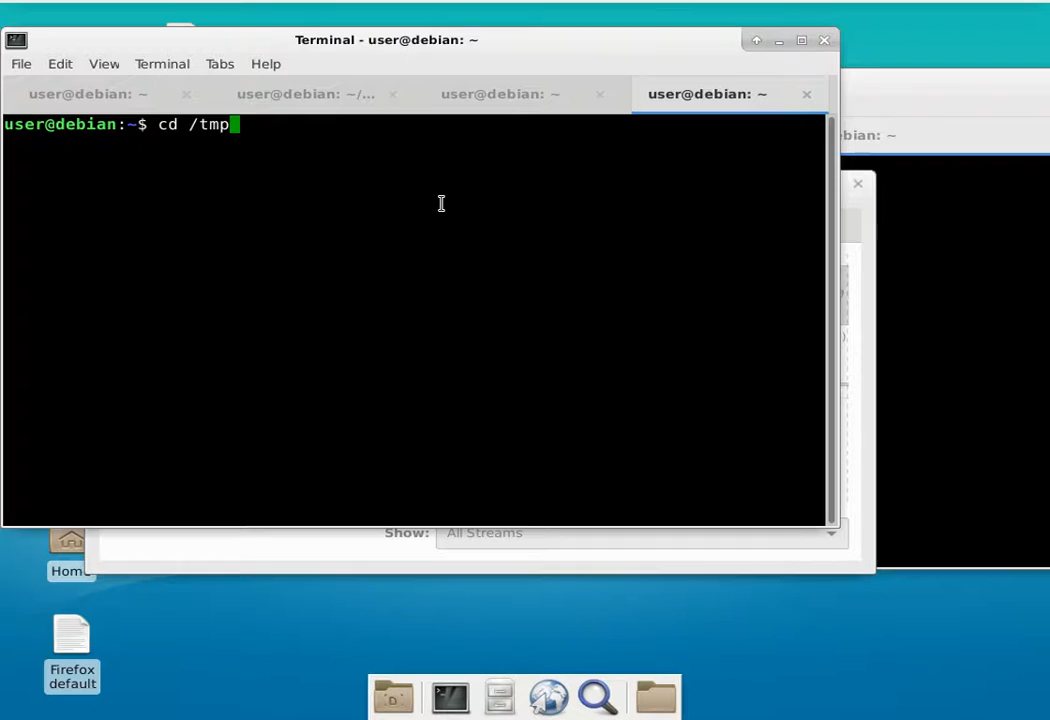 Terminal - user@debian: ~
File Edit View Terminal Tabs Help
user@debian: ~ user@debian: ~/... user@debian: ~ user@debian: ~
user@debian:~$ cd /tmp
ebian: ~
Show: All Streams
Home
Firefox
default